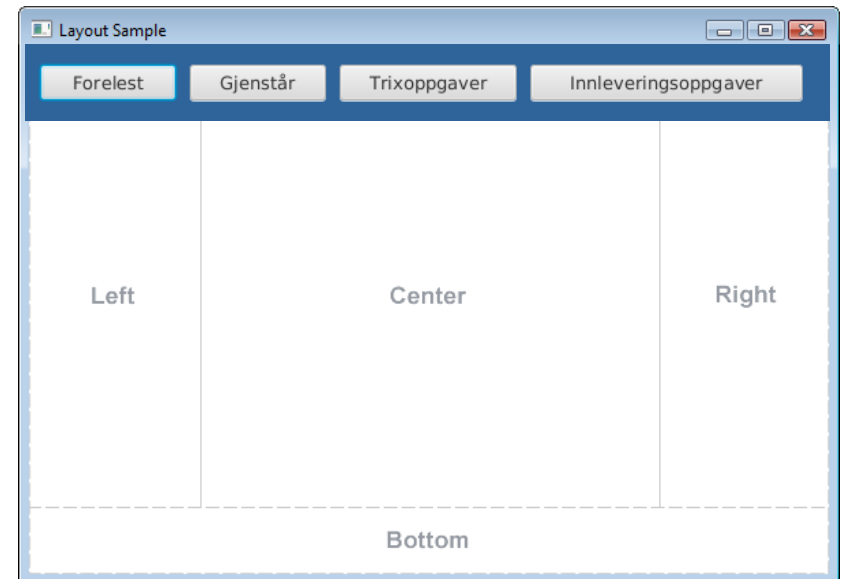 Layout Sample
Forelest Gjenstår Trixoppgaver Innleveringsoppgaver
Left Center Right
Bottom